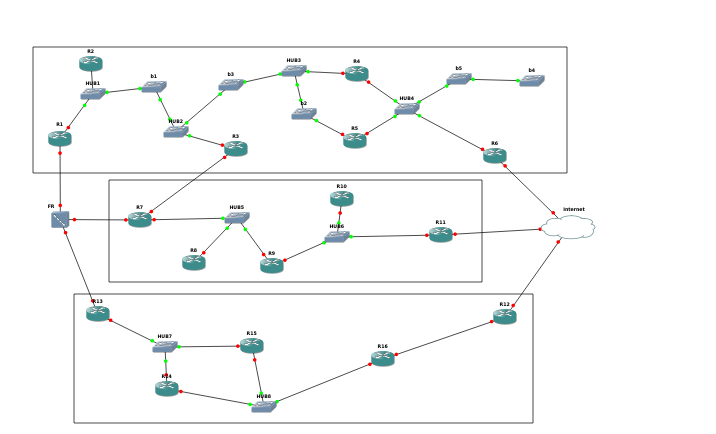 R2
HUB1
b1
b3
HUB3
R4
b5
b4
R1
HUB2
b2
HUB4
R3
R5
R6
FR
R7
HUB5
R10
Internet
R8
R9
HUB6
R11
R13
R12
HUB7
R15
R16
R14
HUB8